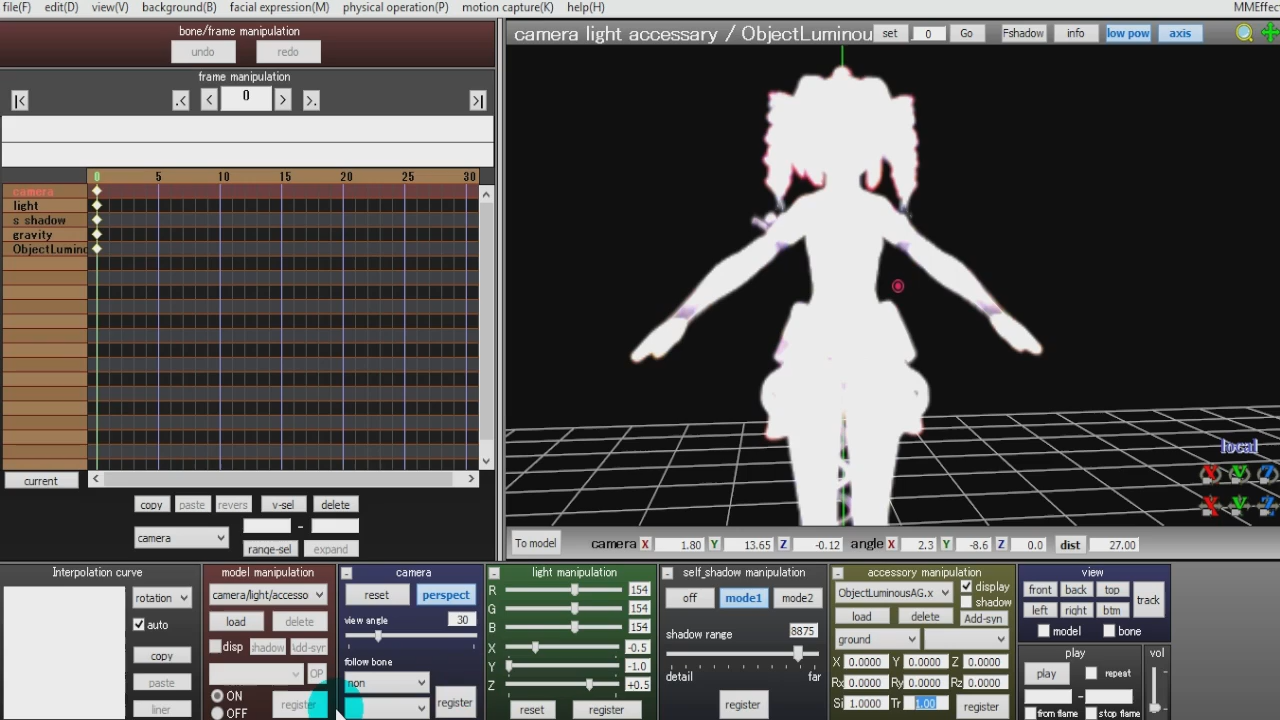 file(F) edit(D) view(V) background(B) facial expression(M) physical operation(P) motion capture(K) help(H) MMEffec
bone/frame manipulation
undo redo
frame manipulation
|< .< < 0 > >. >|
0 5 10 15 20 25 30
camera
light
s shadow
gravity
ObjectLumino
current
copy paste revers v-sel delete
camera -
range-sel expand
camera light accessary / ObjectLuminou set 0 Go Fshadow info low pow axis
local
X Y Z
X Y Z
To model camera X 1.80 Y 13.65 Z -0.12 angle X 2.3 Y -8.6 Z 0.0 dist 27.00
Interpolation curve
rotation
auto
copy
paste
liner
model manipulation
camera/light/accesso
load delete
disp shadow Add-syn
OP
ON
OFF register
- camera
reset perspect
view angle 30
follow bone
non
register
- light manipulation
R 154
G 154
B 154
X -0.5
Y -1.0
Z +0.5
reset register
self_shadow manipulation
off mode1 mode2
shadow range 8875
detail far
register
- accessory manipulation
ObjectLuminousAG.x display
shadow
load delete Add-syn
ground
X 0.0000 Y 0.0000 Z 0.0000
Rx 0.0000 Ry 0.0000 Rz 0.0000
Si 1.0000 Tr 1.00 register
view
front back top
left right btm
track
model bone
play vol
play repeat
-
from flame stop flame